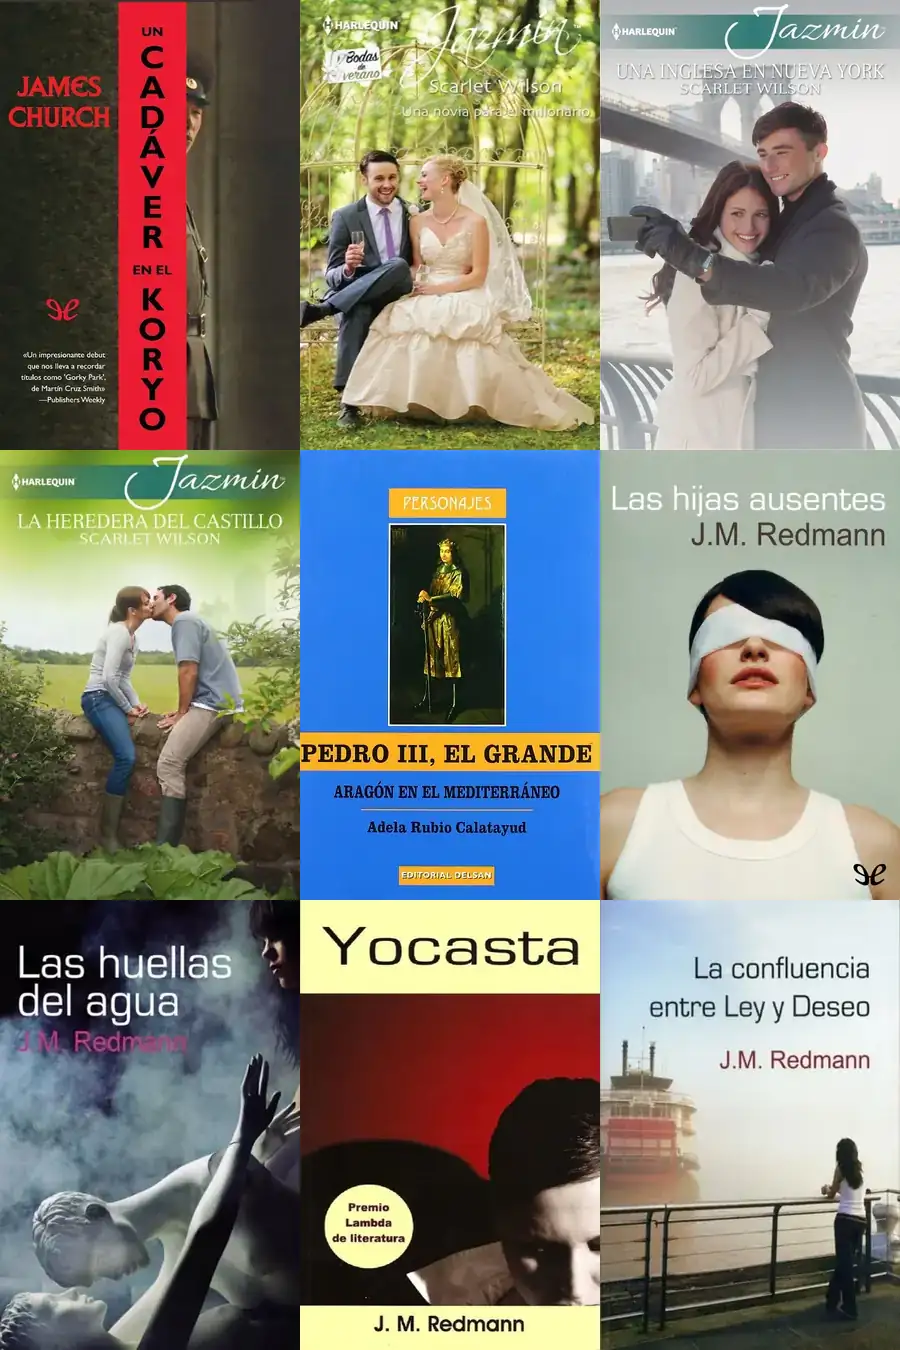 JAMES
CHURCH
UN
CADÁVER
EN EL
KORYO
«Un impresionante debut
que nos lleva a recordar
títulos como 'Gorky Park',
de Martin Cruz Smith»
—Publishers Weekly
HARLEQUIN
Jazmín
Bodas
de
verano
Scarlet Wilson
Una novia para el millonario
HARLEQUIN
Jazmín
UNA INGLESA EN NUEVA YORK
SCARLET WILSON
HARLEQUIN
Jazmín
LA HEREDERA DEL CASTILLO
SCARLET WILSON
PERSONAJES
PEDRO III, EL GRANDE
ARAGÓN EN EL MEDITERRÁNEO
Adela Rubio Calatayud
EDITORIAL DELSAN
Las hijas ausentes
J.M. Redmann
Las huellas
del agua
J.M. Redmann
Yocasta
Premio
Lambda
de literatura
J. M. Redmann
La confluencia
entre Ley y Deseo
J.M. Redmann